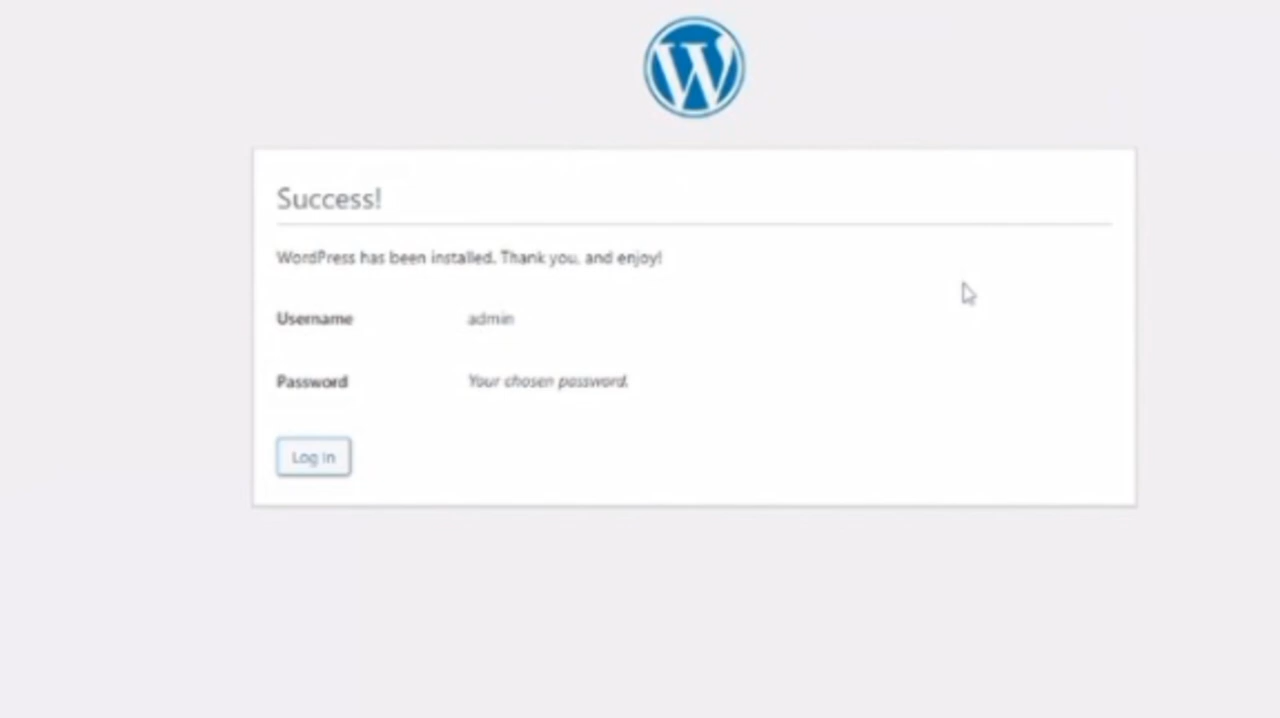 Success!
WordPress has been installed. Thank you, and enjoy!
Username admin
Password Your chosen password.
Log In